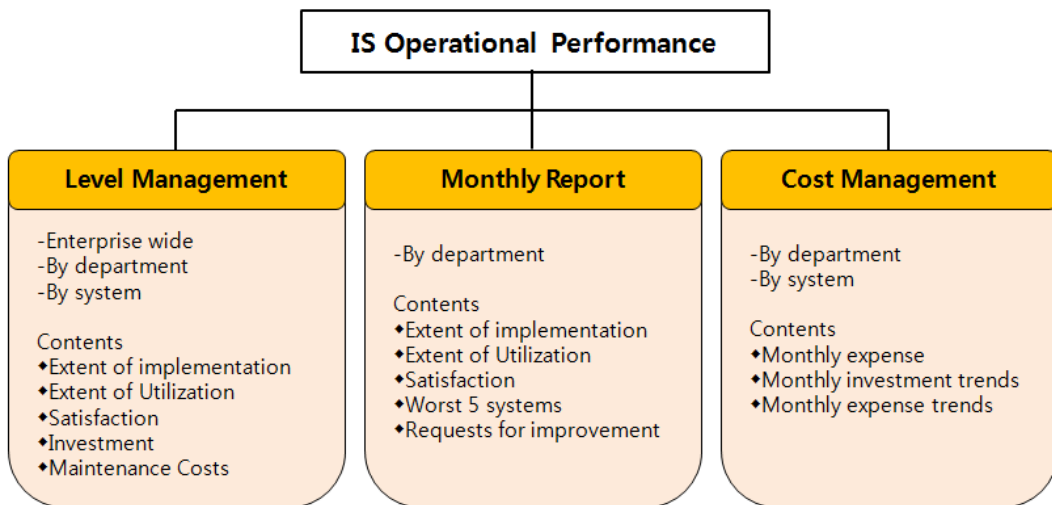 IS Operational Performance
Level Management
-Enterprise wide
-By department
-By system
Contents
◆Extent of implementation
◆Extent of Utilization
◆Satisfaction
◆Investment
◆Maintenance Costs
Monthly Report
-By department
Contents
◆Extent of implementation
◆Extent of Utilization
◆Satisfaction
◆Worst 5 systems
◆Requests for improvement
Cost Management
-By department
-By system
Contents
◆Monthly expense
◆Monthly investment trends
◆Monthly expense trends